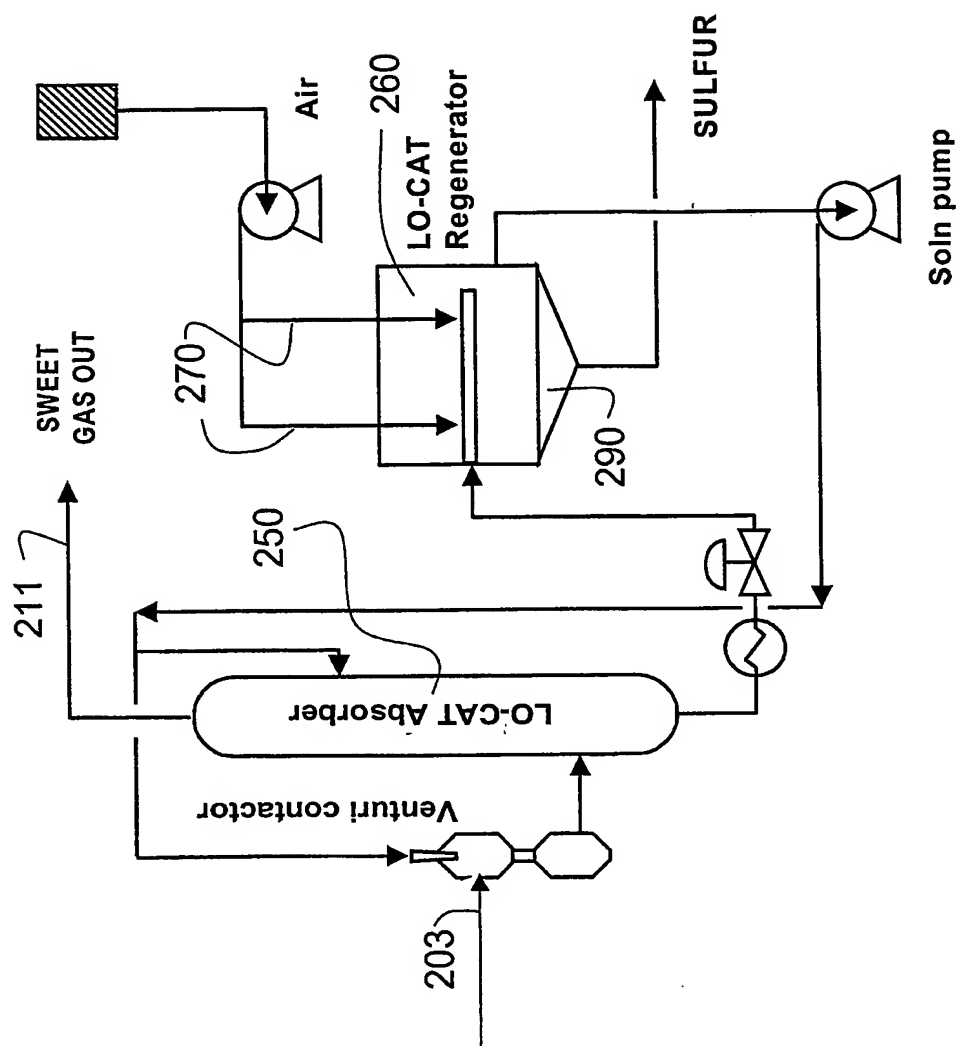 211
SWEET
GAS OUT
Air
270
260
LO-CAT
Regenerator
250
LO-CAT Absorber
Venturi contactor
290
SULFUR
203
Soln pump